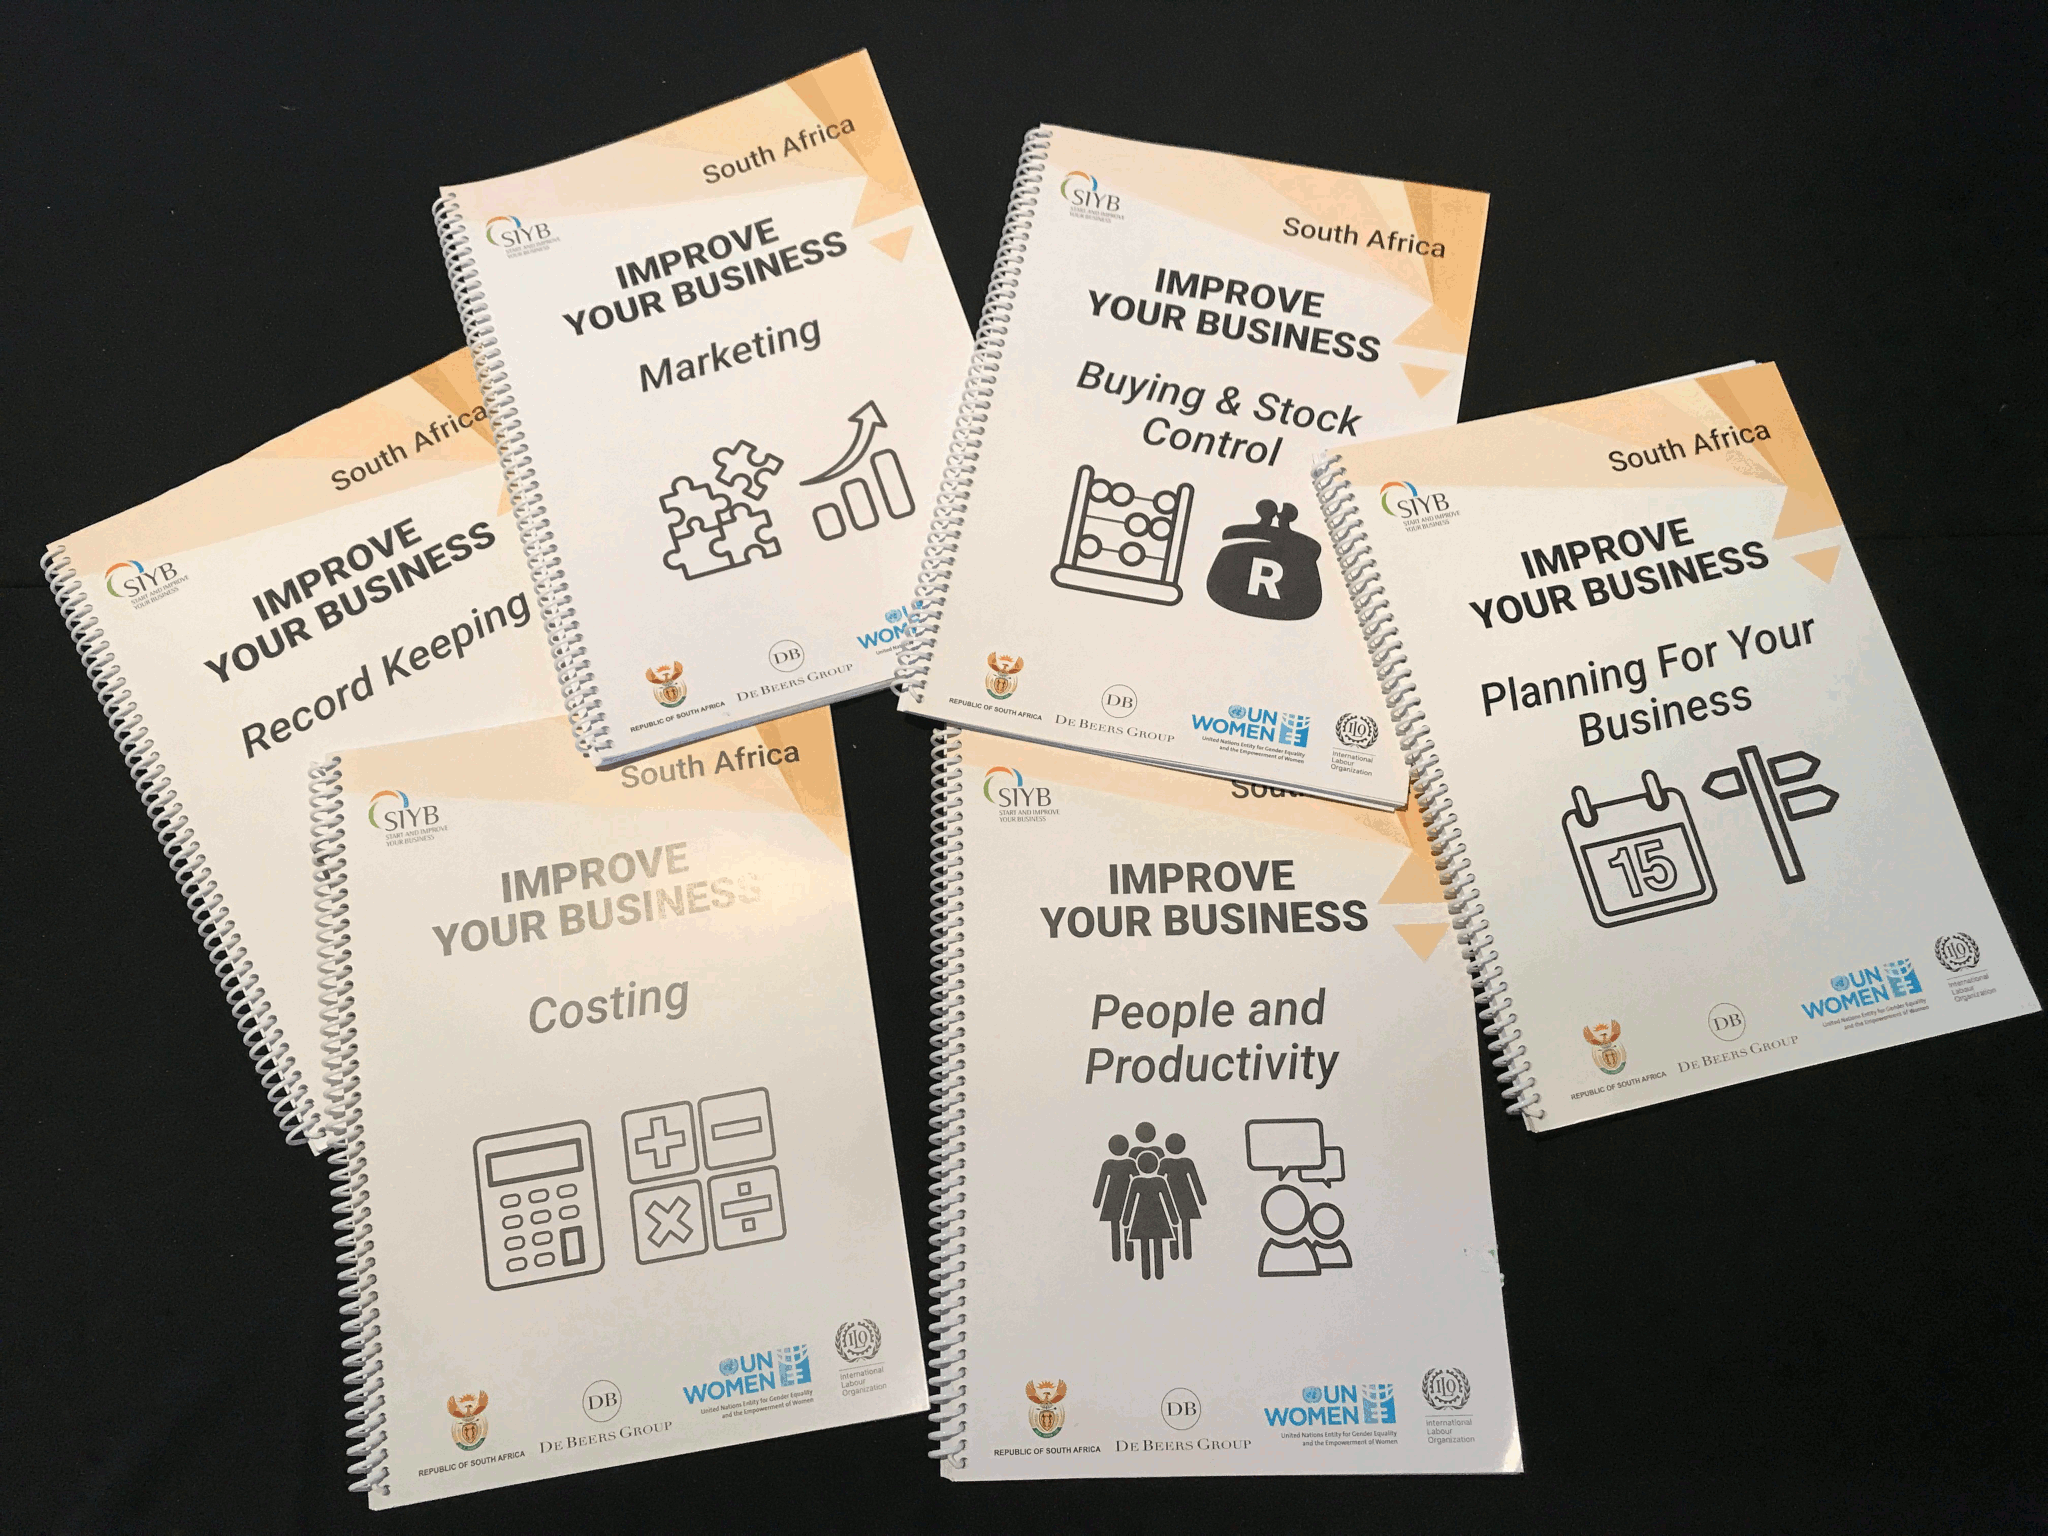 South Africa
SIYB
START AND IMPROVE
YOUR BUSINESS
IMPROVE
YOUR BUSINESS
Marketing
REPUBLIC OF SOUTH AFRICA
DB
DE BEERS GROUP
UN
WOMEN
South Africa
SIYB
START AND IMPROVE
YOUR BUSINESS
IMPROVE
YOUR BUSINESS
Buying & Stock
Control
R
REPUBLIC OF SOUTH AFRICA
DB
DE BEERS GROUP
UN
WOMEN
United Nations Entity for Gender Equality
and the Empowerment of Women
ILO
International
Labour
Organization
South Africa
SIYB
START AND IMPROVE
YOUR BUSINESS
IMPROVE
YOUR BUSINESS
Record Keeping
South Africa
SIYB
START AND IMPROVE
YOUR BUSINESS
IMPROVE
YOUR BUSINESS
Planning For Your
Business
15
REPUBLIC OF SOUTH AFRICA
DB
DE BEERS GROUP
UN
WOMEN
United Nations Entity for Gender Equality
and the Empowerment of Women
ILO
International
Labour
Organization
South Africa
SIYB
START AND IMPROVE
YOUR BUSINESS
IMPROVE
YOUR BUSINESS
Costing
REPUBLIC OF SOUTH AFRICA
DB
DE BEERS GROUP
UN
WOMEN
United Nations Entity for Gender Equality
and the Empowerment of Women
ILO
International
Labour
Organization
SIYB
START AND IMPROVE
YOUR BUSINESS
IMPROVE
YOUR BUSINESS
People and
Productivity
REPUBLIC OF SOUTH AFRICA
DB
DE BEERS GROUP
UN
WOMEN
United Nations Entity for Gender Equality
and the Empowerment of Women
ILO
International
Labour
Organization